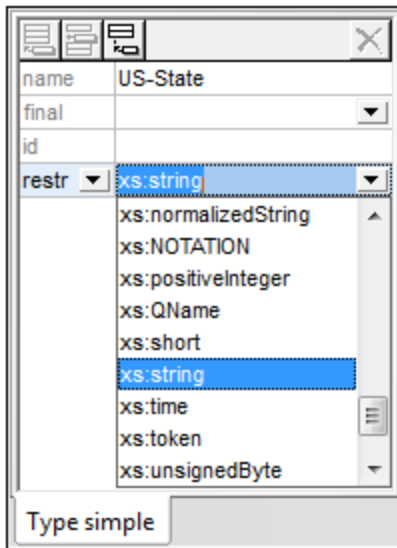 name US-State
final
id
restr xs:string
xs:normalizedString
xs:NOTATION
xs:positiveInteger
xs:QName
xs:short
xs:string
xs:time
xs:token
xs:unsignedByte
Type simple